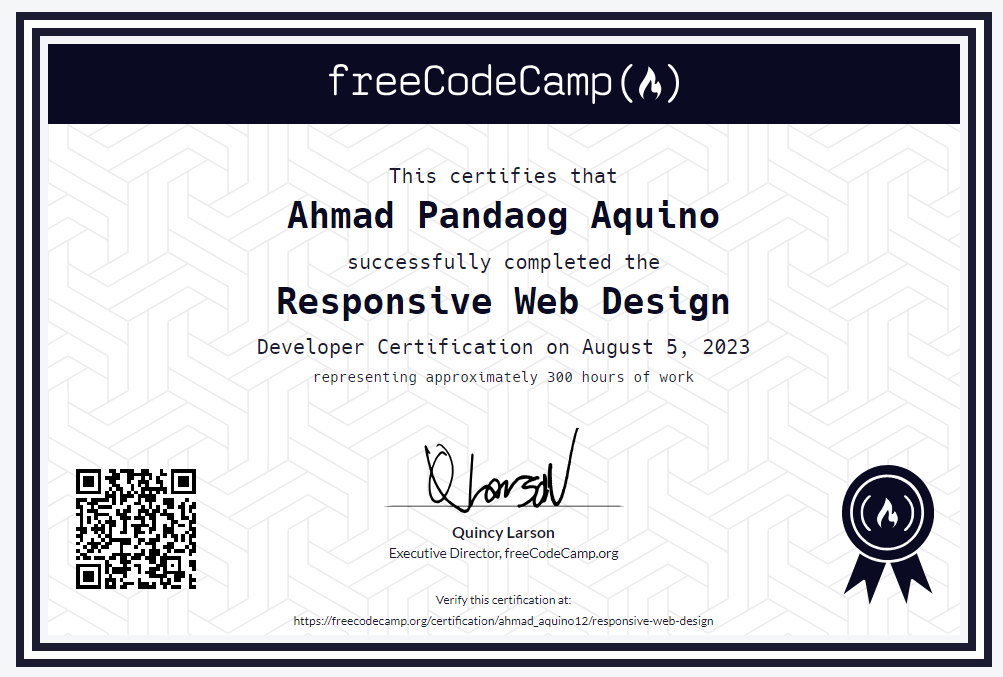 freeCodeCamp
This certifies that
Ahmad Pandaog Aquino
successfully completed the
Responsive Web Design
Developer Certification on August 5, 2023
representing approximately 300 hours of work
QLarson
Quincy Larson
Executive Director, freeCodeCamp.org
Verify this certification at:
https://freecodecamp.org/certification/ahmad_aquino12/responsive-web-design